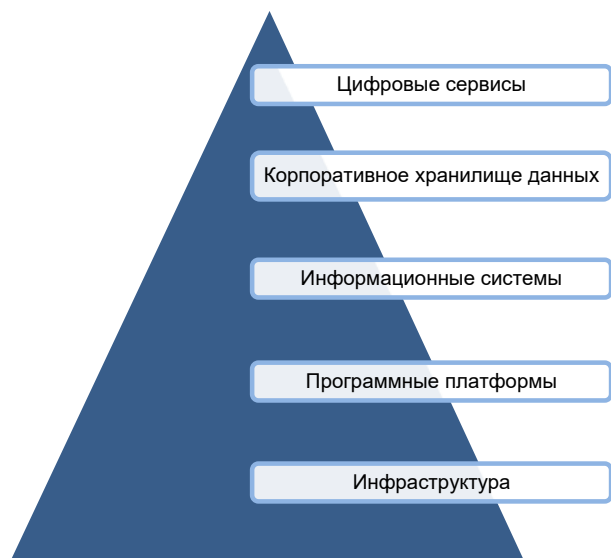 Цифровые сервисы
Корпоративное хранилище данных
Информационные системы
Программные платформы
Инфраструктура